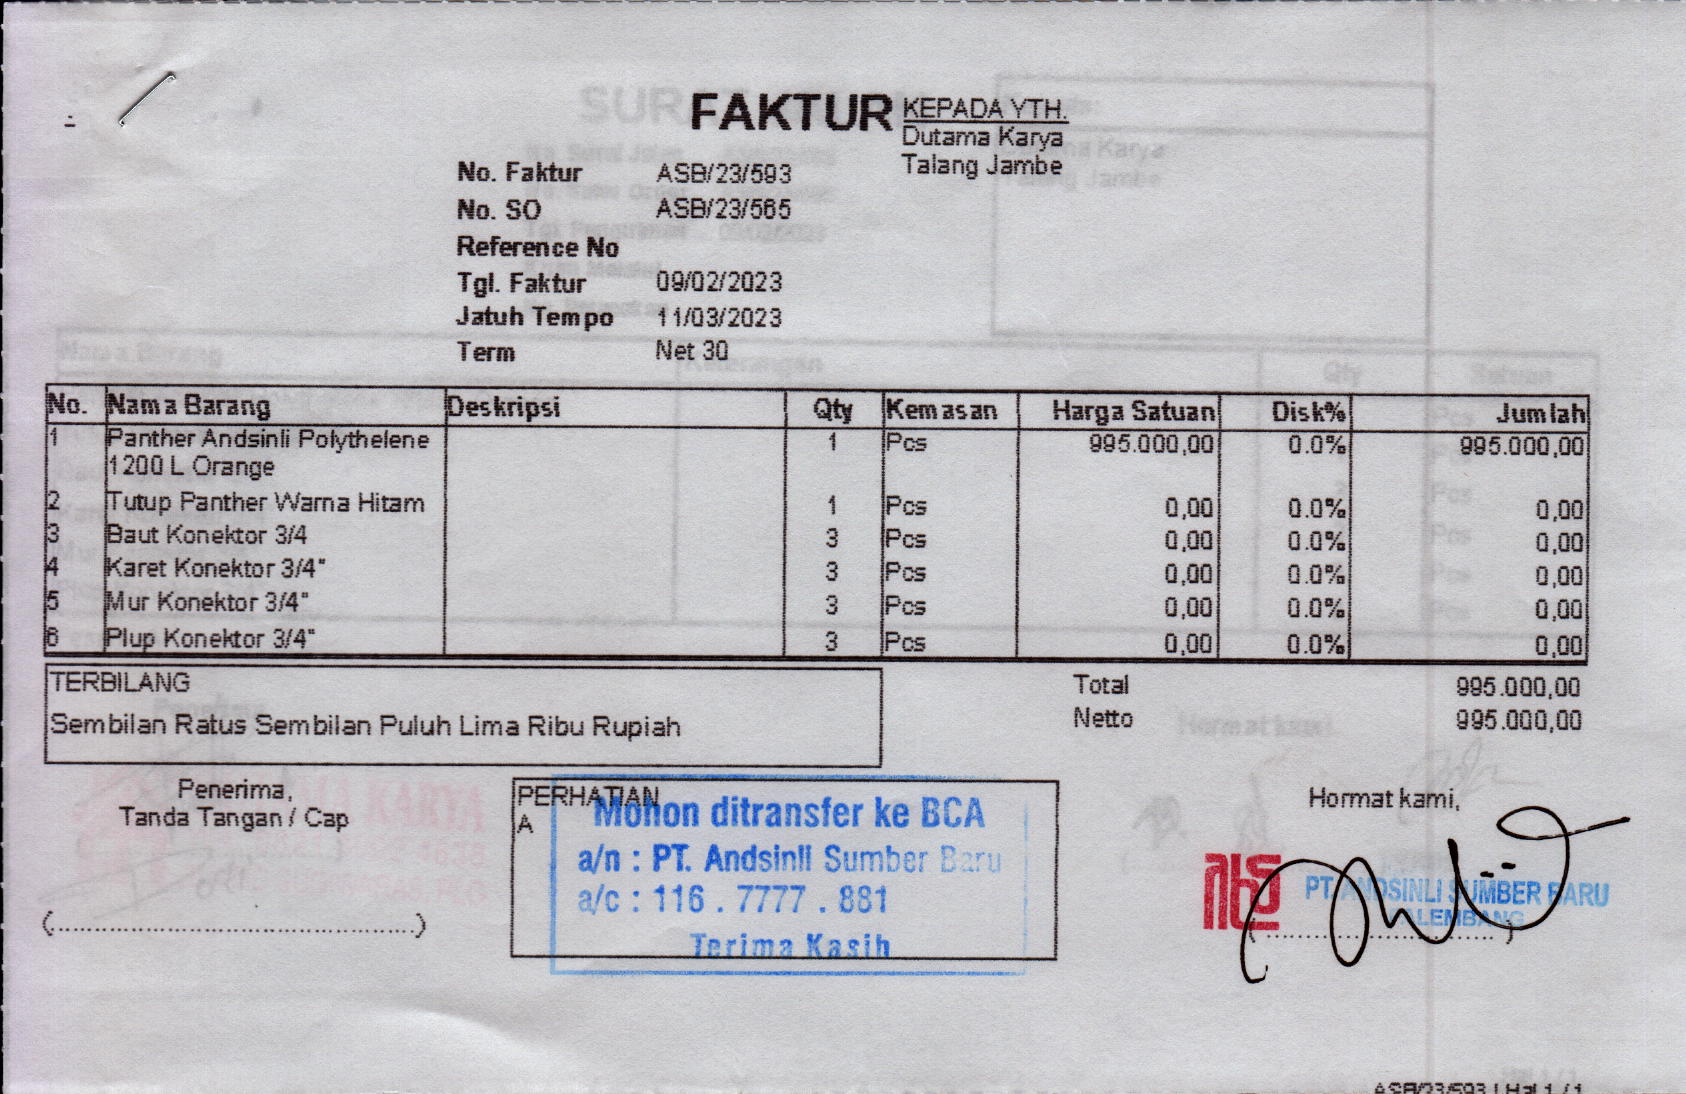 FAKTUR
KEPADA YTH.
Dutama Karya
Talang Jambe
No. Faktur ASB/23/593
No. SO ASB/23/565
Reference No
Tgl. Faktur 09/02/2023
Jatuh Tempo 11/03/2023
Term Net 30
No. Nama Barang Deskripsi Qty Kemasan Harga Satuan Disk% Jumlah
1 Panther Andsinli Polythelene 1 Pcs 995.000,00 0.0% 995.000,00
1200 L Orange
2 Tutup Panther Warna Hitam 1 Pcs 0,00 0.0% 0,00
3 Baut Konektor 3/4 3 Pcs 0,00 0.0% 0,00
4 Karet Konektor 3/4" 3 Pcs 0,00 0.0% 0,00
5 Mur Konektor 3/4" 3 Pcs 0,00 0.0% 0,00
6 Plup Konektor 3/4" 3 Pcs 0,00 0.0% 0,00
TERBILANG
Sembilan Ratus Sembilan Puluh Lima Ribu Rupiah
Total 995.000,00
Netto 995.000,00
Penerima,
Tanda Tangan / Cap
(....................................................)
PERHATIAN
A
Mohon ditransfer ke BCA
a/n : PT. Andsinli Sumber Baru
a/c : 116 . 7777 . 881
Terima Kasih
Hormat kami,
PT. ANDSINLI SUMBER BARU
PALEMBANG
ASB/23/593 | Hal 1 / 1